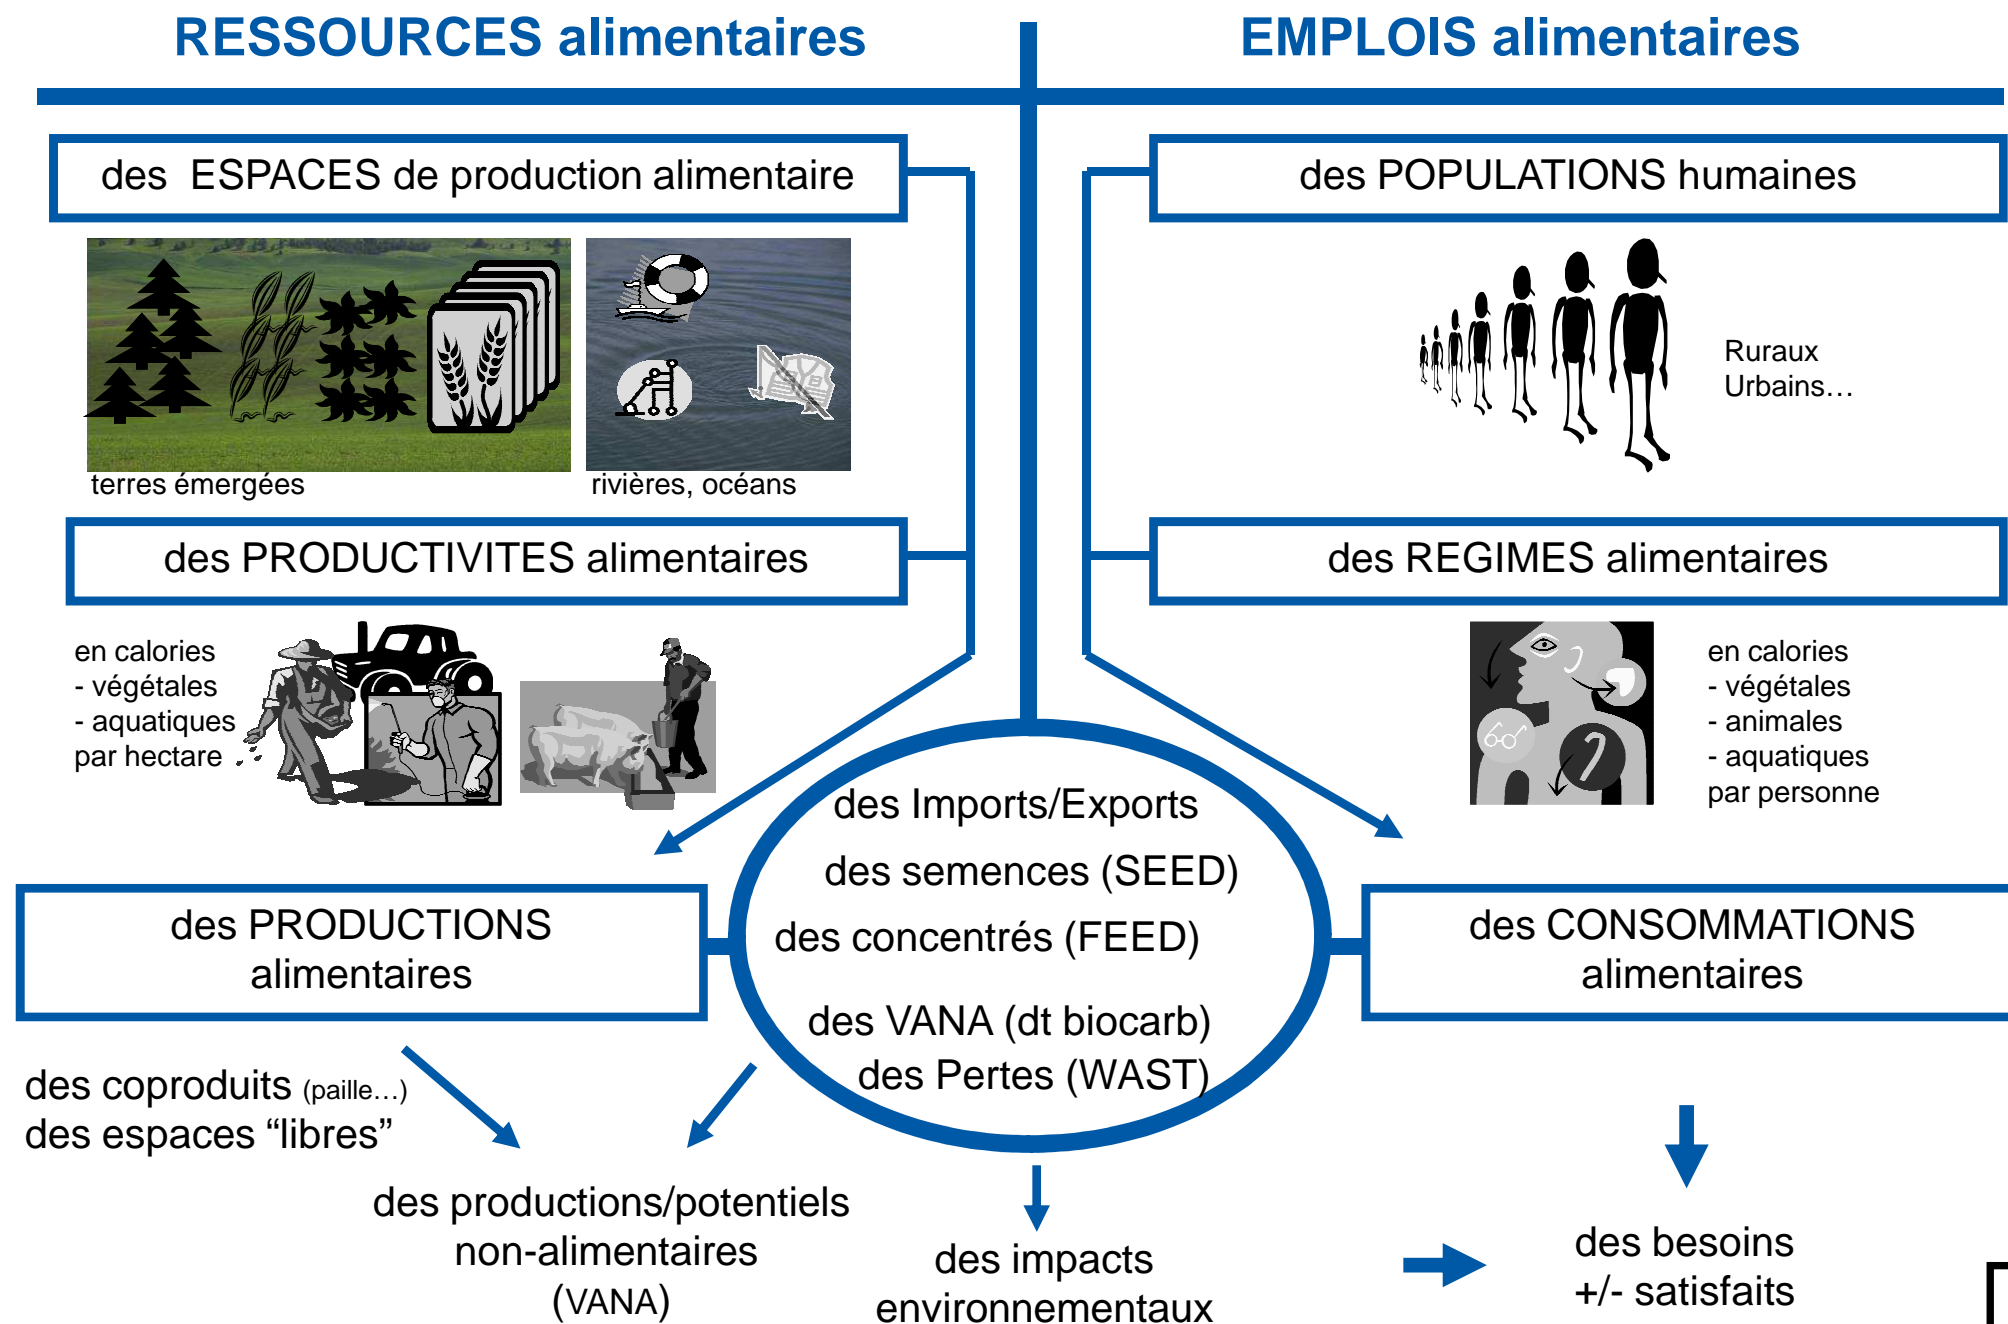 RESSOURCES alimentaires
EMPLOIS alimentaires
des ESPACES de production alimentaire
des POPULATIONS humaines
Ruraux
Urbains…
terres émergées
rivières, océans
des PRODUCTIVITES alimentaires
des REGIMES alimentaires
en calories
- végétales
- aquatiques
par hectare
en calories
- végétales
- animales
- aquatiques
par personne
des Imports/Exports
des semences (SEED)
des concentrés (FEED)
des VANA (dt biocarb)
des Pertes (WAST)
des PRODUCTIONS
alimentaires
des CONSOMMATIONS
alimentaires
des coproduits (paille…)
des espaces “libres”
des productions/potentiels
non-alimentaires
(VANA)
des impacts
environnementaux
des besoins
+/- satisfaits